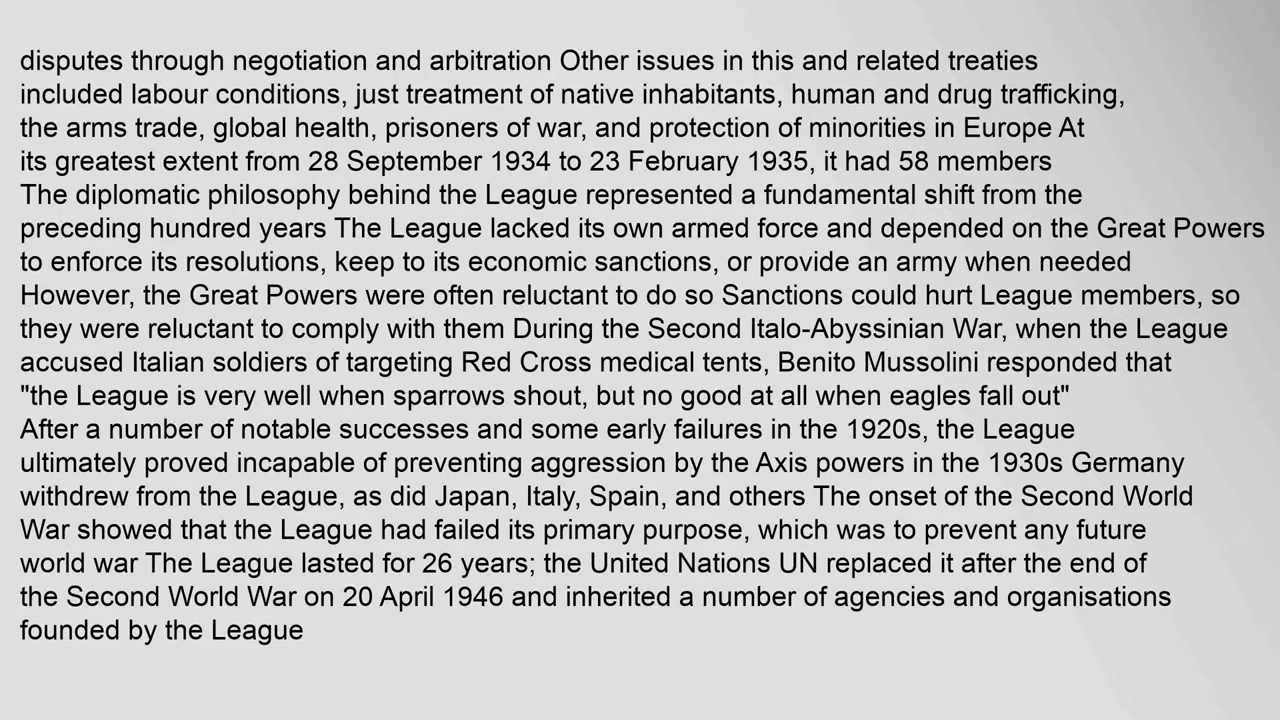 disputes through negotiation and arbitration Other issues in this and related treaties
included labour conditions, just treatment of native inhabitants, human and drug trafficking,
the arms trade, global health, prisoners of war, and protection of minorities in Europe At
its greatest extent from 28 September 1934 to 23 February 1935, it had 58 members
The diplomatic philosophy behind the League represented a fundamental shift from the
preceding hundred years The League lacked its own armed force and depended on the Great Powers
to enforce its resolutions, keep to its economic sanctions, or provide an army when needed
However, the Great Powers were often reluctant to do so Sanctions could hurt League members, so
they were reluctant to comply with them During the Second Italo-Abyssinian War, when the League
accused Italian soldiers of targeting Red Cross medical tents, Benito Mussolini responded that
"the League is very well when sparrows shout, but no good at all when eagles fall out"
After a number of notable successes and some early failures in the 1920s, the League
ultimately proved incapable of preventing aggression by the Axis powers in the 1930s Germany
withdrew from the League, as did Japan, Italy, Spain, and others The onset of the Second World
War showed that the League had failed its primary purpose, which was to prevent any future
world war The League lasted for 26 years; the United Nations UN replaced it after the end of
the Second World War on 20 April 1946 and inherited a number of agencies and organisations
founded by the League